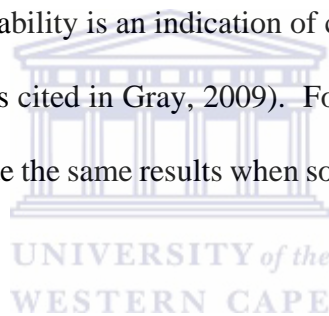 ability is an indication of
s cited in Gray, 2009). Fo
e the same results when so
UNIVERSITY of the
WESTERN CAPE